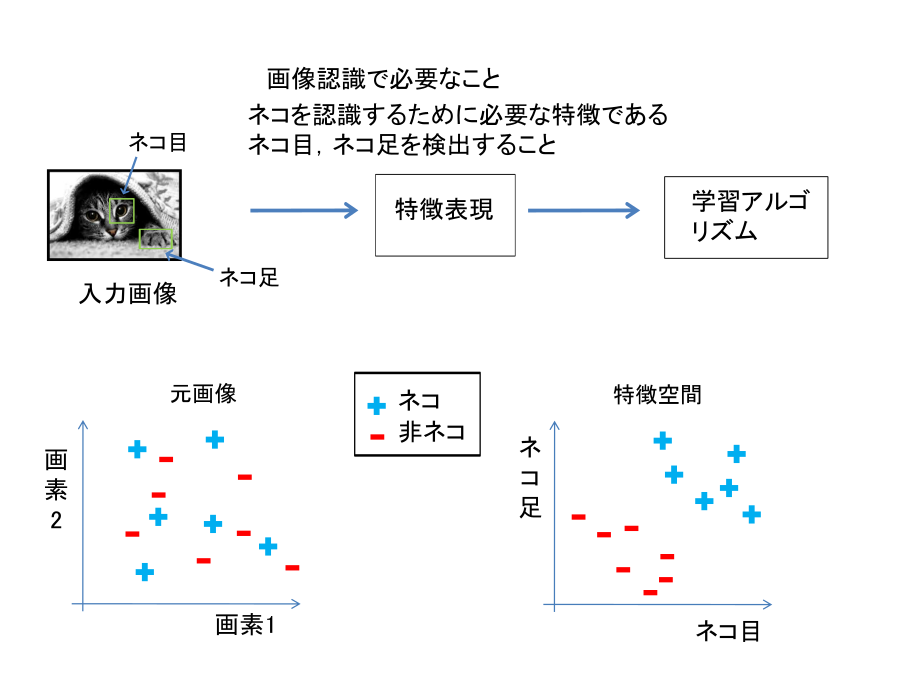 画像認識で必要なこと
ネコを認識するために必要な特徴である
ネコ目，ネコ足を検出すること
ネコ目
特徴表現
学習アルゴ
リズム
ネコ足
入力画像
元画像
ネコ
非ネコ
特徴空間
画素2
画素1
ネコ足
ネコ目